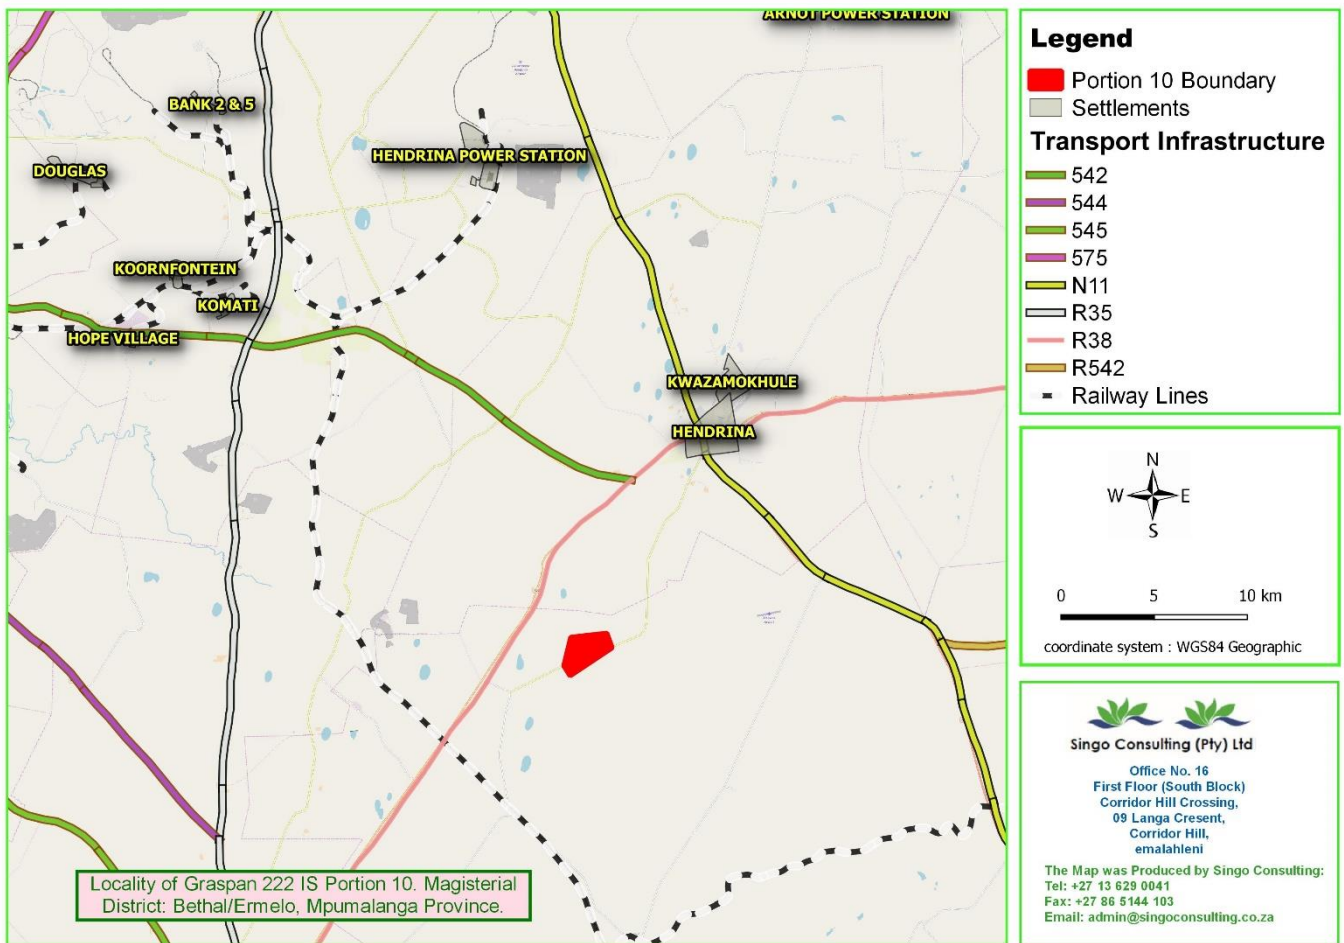 ARNOT POWER STATION
BANK 2 & 5
HENDRINA POWER STATION
DOUGLAS
KOORNFONTEIN
KOMATI
HOPE VILLAGE
KWAZAMOKHULE
HENDRINA
Locality of Graspan 222 IS Portion 10. Magisterial
District: Bethal/Ermelo, Mpumalanga Province.
Legend
Portion 10 Boundary
Settlements
Transport Infrastructure
542
544
545
575
N11
R35
R38
R542
Railway Lines
N
W E
S
0 5 10 km
coordinate system : WGS84 Geographic
Singo Consulting (Pty) Ltd
Office No. 16
First Floor (South Block)
Corridor Hill Crossing,
09 Langa Cresent,
Corridor Hill,
emalahleni
The Map was Produced by Singo Consulting:
Tel: +27 13 629 0041
Fax: +27 86 5144 103
Email: admin@singoconsulting.co.za